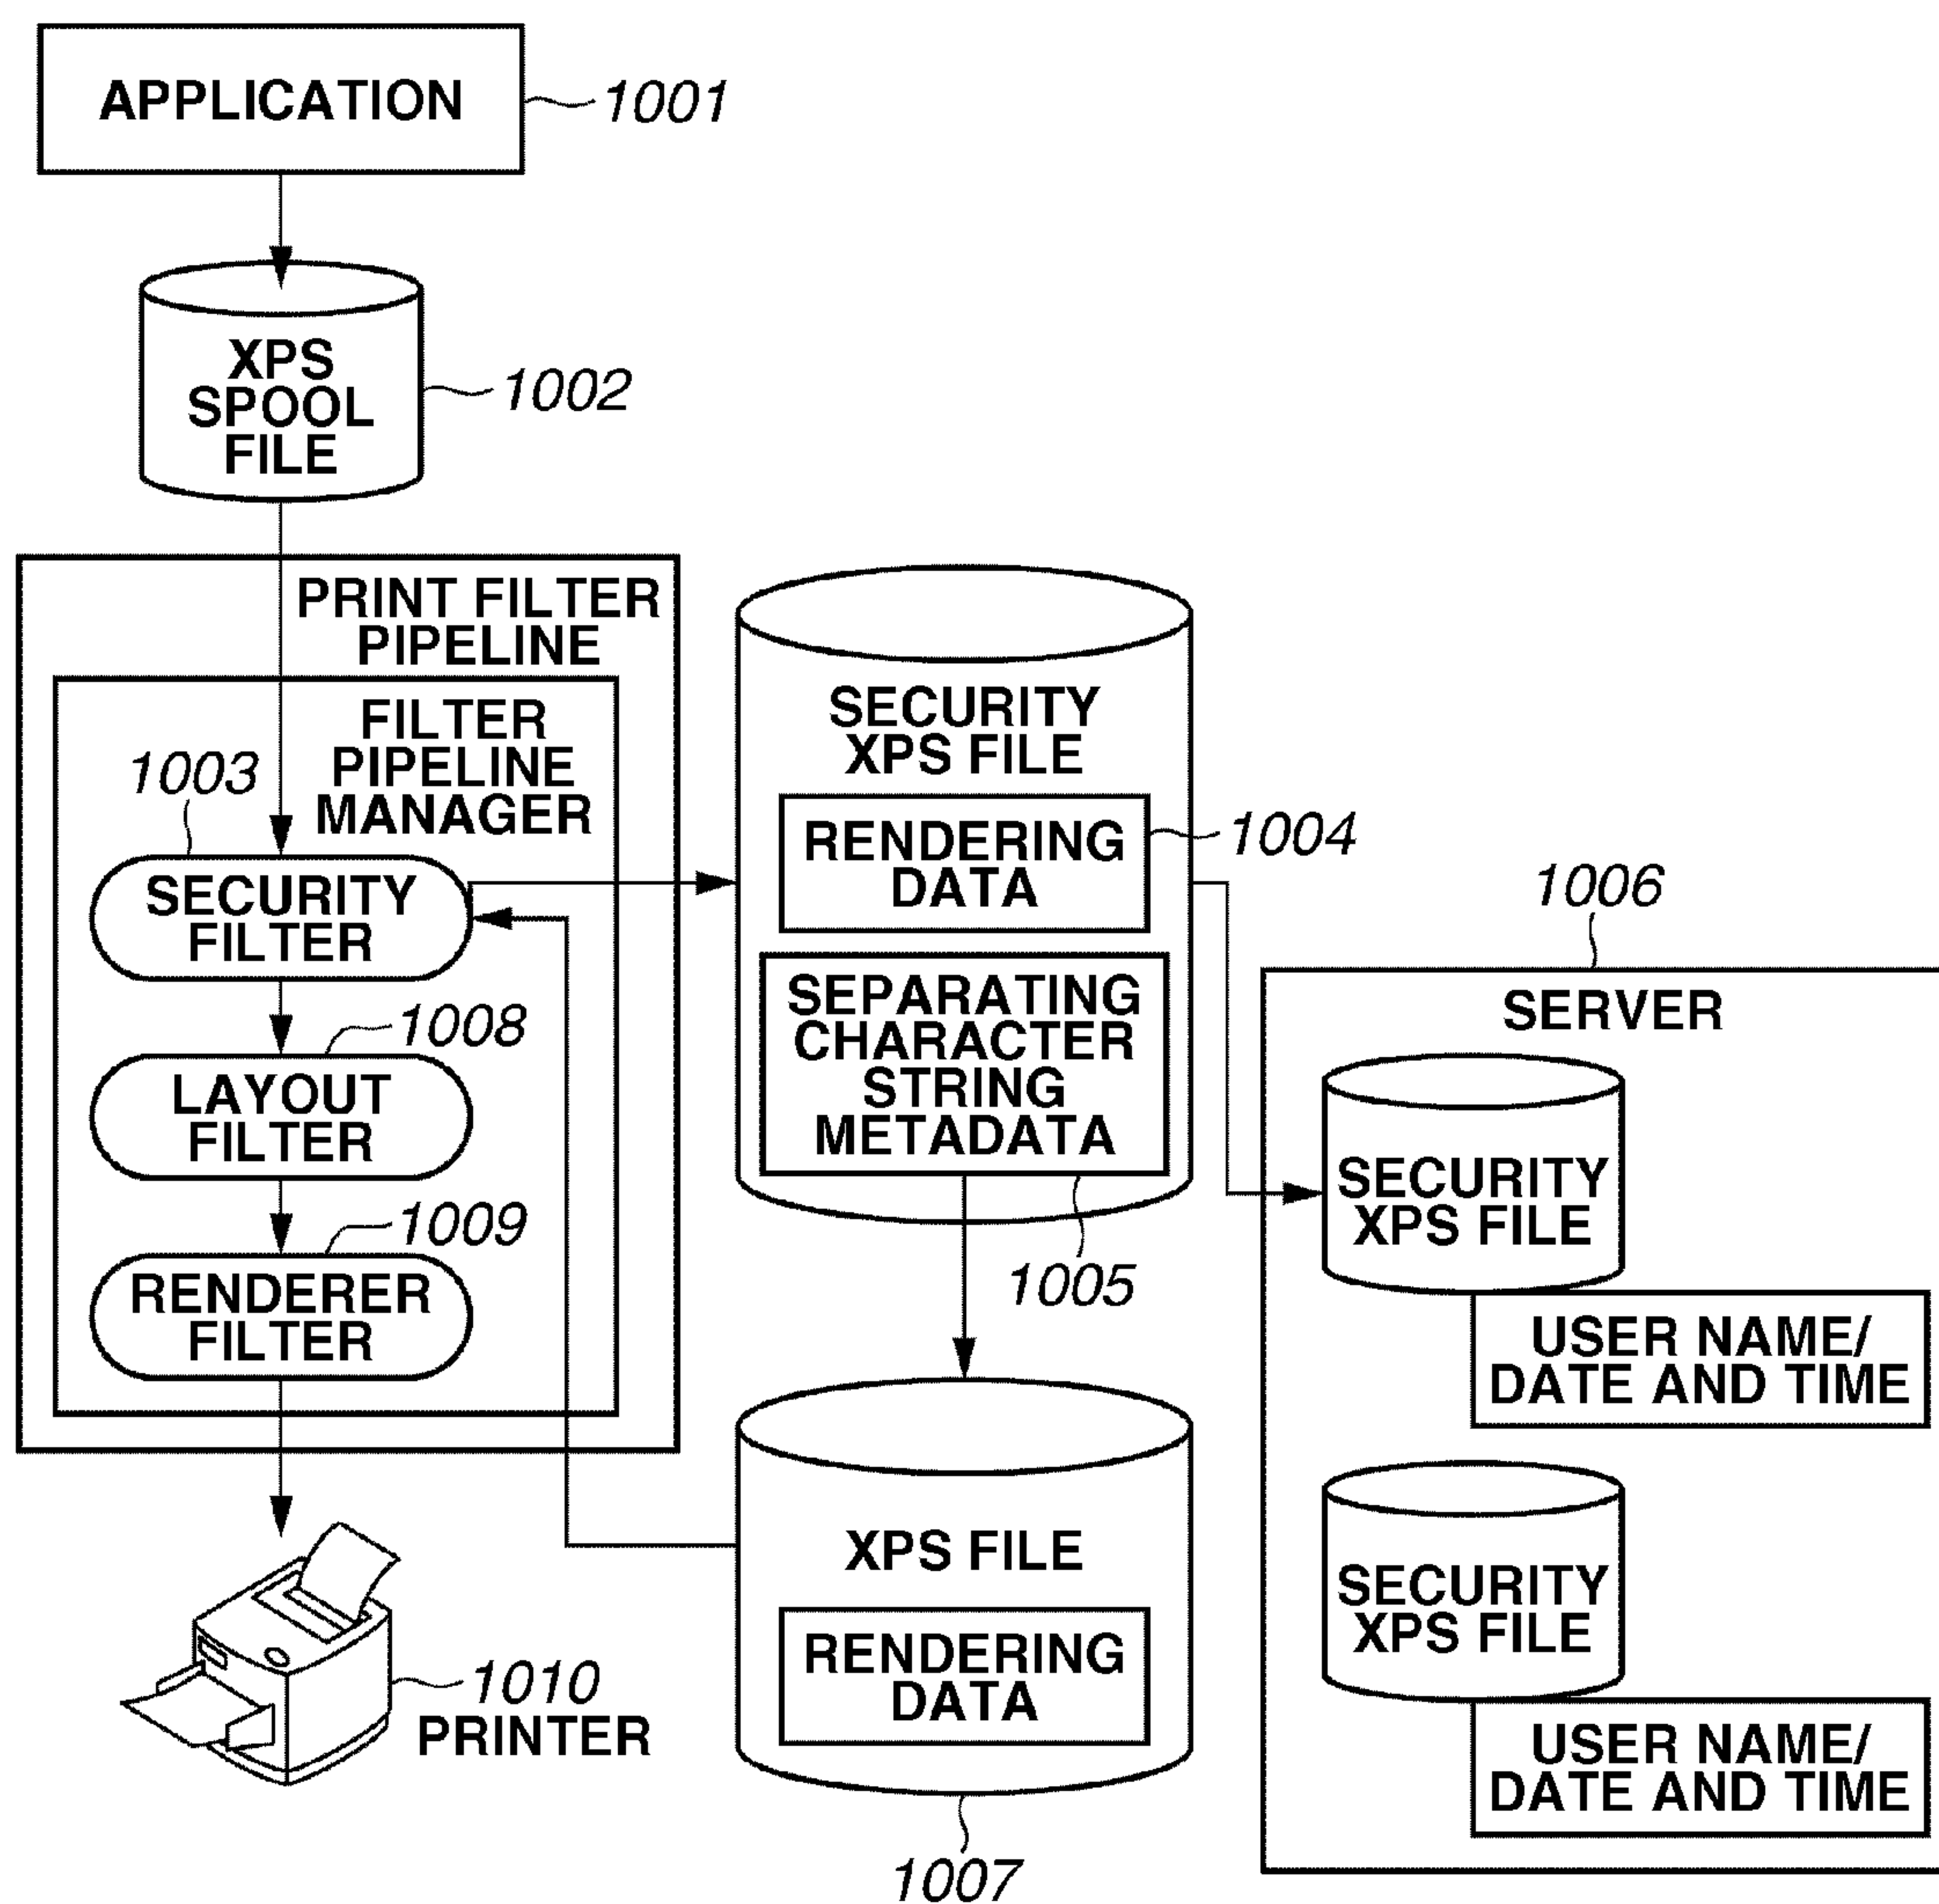 APPLICATION
1001
XPS
SPOOL
FILE
1002
PRINT FILTER
PIPELINE
FILTER
PIPELINE
MANAGER
1003
SECURITY
FILTER
1008
LAYOUT
FILTER
1009
RENDERER
FILTER
1010
PRINTER
SECURITY
XPS FILE
RENDERING
DATA
1004
SEPARATING
CHARACTER
STRING
METADATA
1005
XPS FILE
RENDERING
DATA
1007
1006
SERVER
SECURITY
XPS FILE
USER NAME/
DATE AND TIME
SECURITY
XPS FILE
USER NAME/
DATE AND TIME